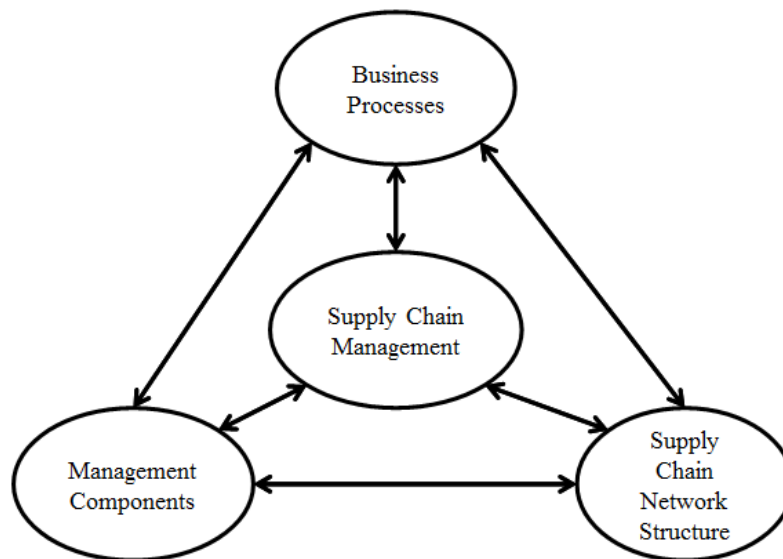 Business
Processes
Supply Chain
Management
Management
Components
Supply
Chain
Network
Structure